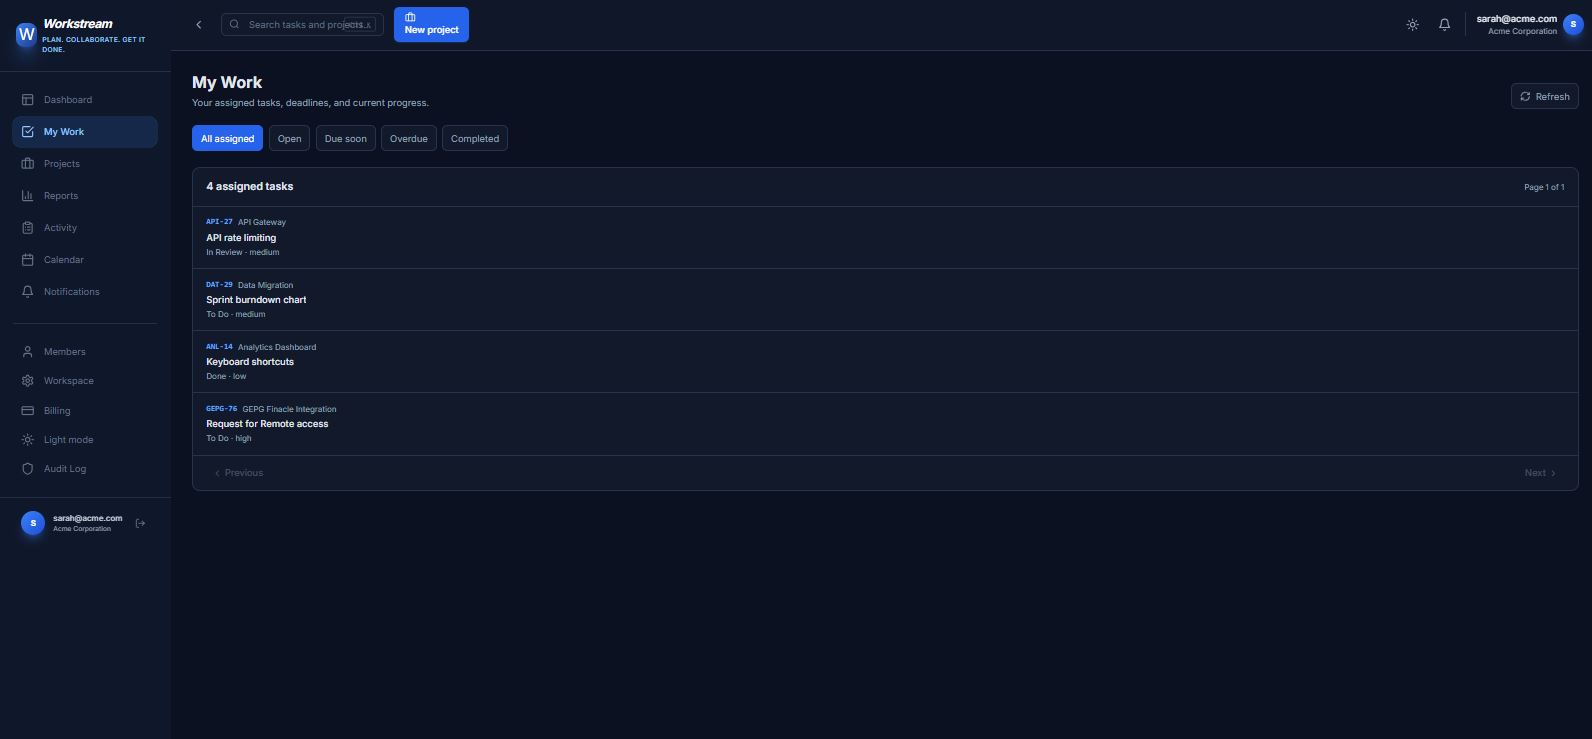 W
Workstream
PLAN. COLLABORATE. GET IT
DONE.
Dashboard
My Work
Projects
Reports
Activity
Calendar
Notifications
Members
Workspace
Billing
Light mode
Audit Log
S
sarah@acme.com
Acme Corporation
Search tasks and projects
New project
sarah@acme.com
Acme Corporation
S
My Work
Your assigned tasks, deadlines, and current progress.
Refresh
All assigned
Open
Due soon
Overdue
Completed
4 assigned tasks
Page 1 of 1
API-27 API Gateway
API rate limiting
In Review · medium
DAT-29 Data Migration
Sprint burndown chart
To Do · medium
ANL-14 Analytics Dashboard
Keyboard shortcuts
Done · low
GEPG-76 GEPG Finacle Integration
Request for Remote access
To Do · high
Previous
Next